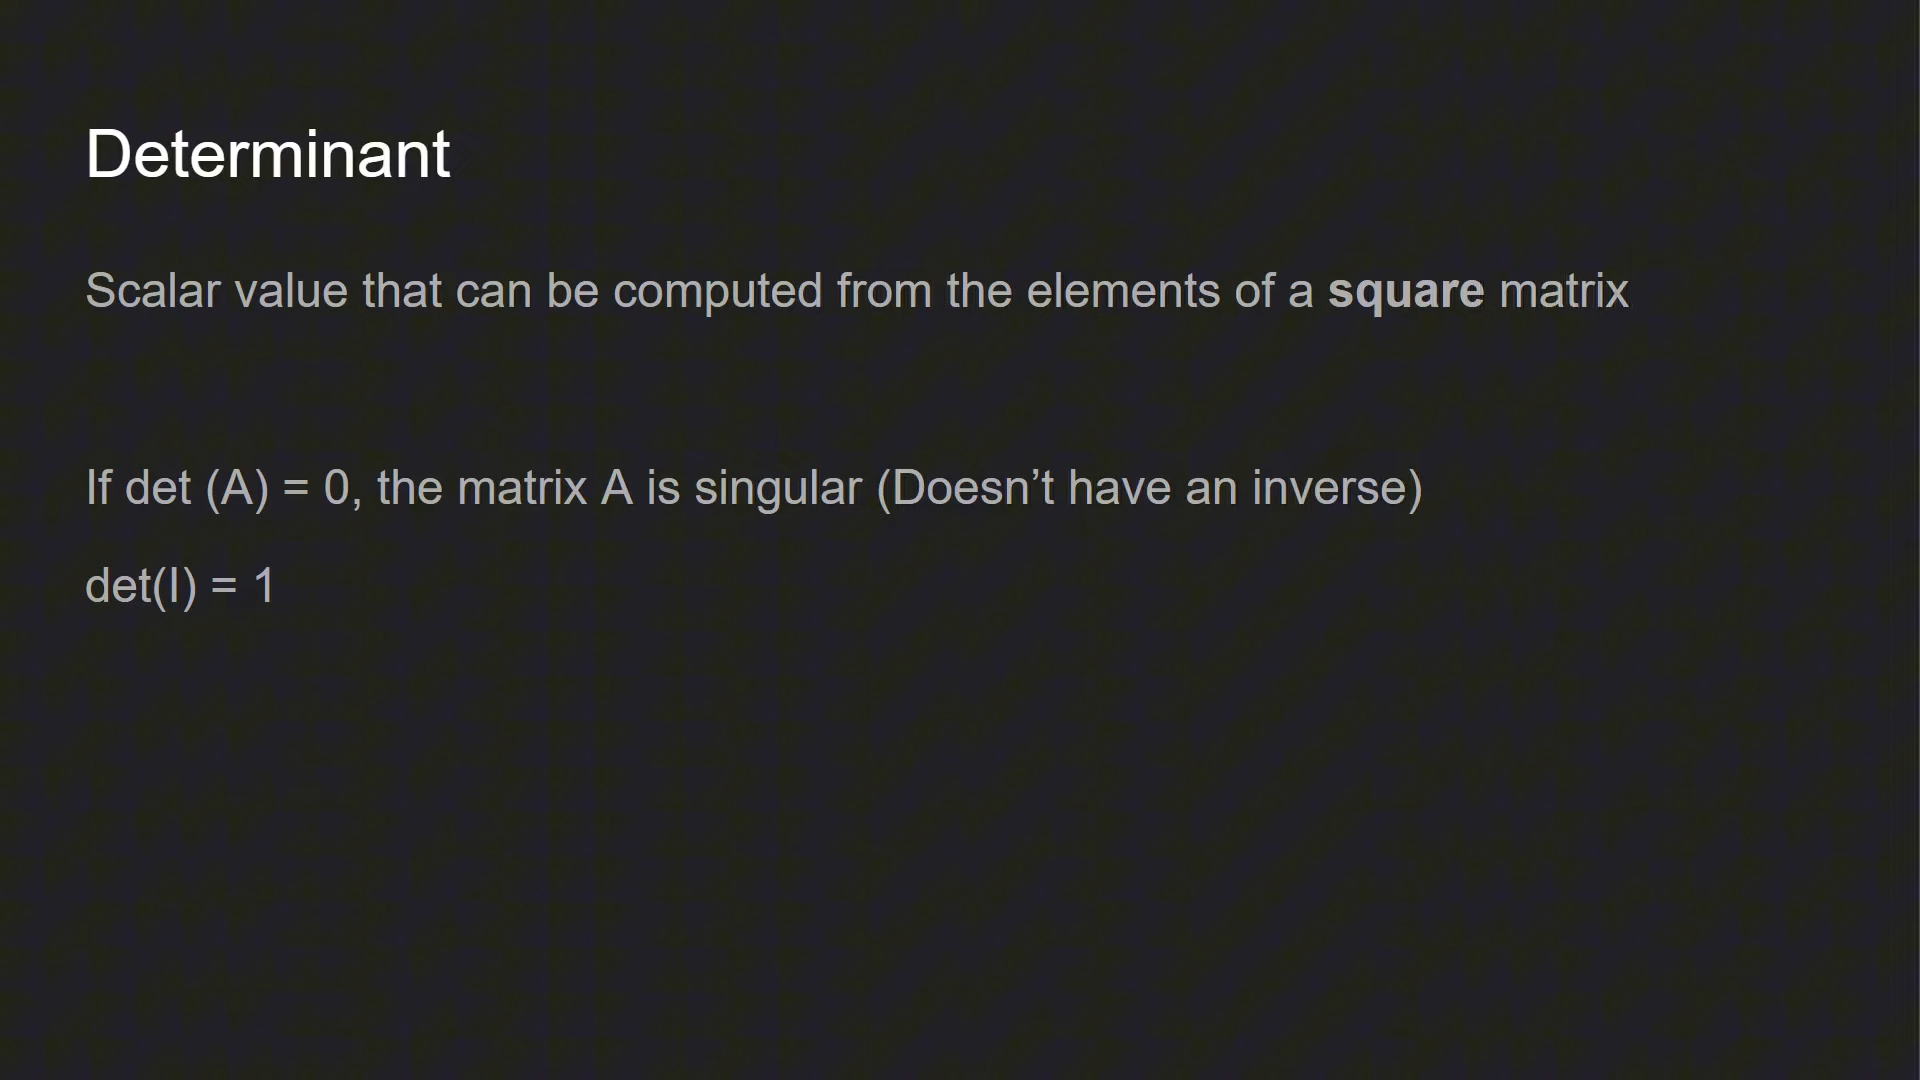 Determinant
Scalar value that can be computed from the elements of a square matrix
If det (A) = 0, the matrix A is singular (Doesn’t have an inverse)
det(I) = 1